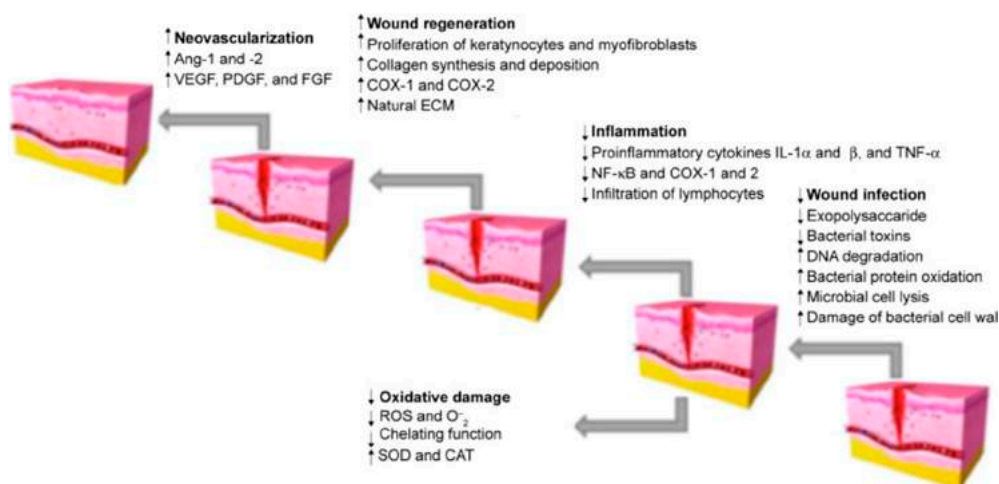 ↑ Neovascularization
↑ Ang-1 and -2
↑ VEGF, PDGF, and FGF
↑ Wound regeneration
↑ Proliferation of keratynocytes and myofibroblasts
↑ Collagen synthesis and deposition
↑ COX-1 and COX-2
↑ Natural ECM
↓ Inflammation
↓ Proinflammatory cytokines IL-1α and β, and TNF-α
↓ NF-κB and COX-1 and 2
↓ Infiltration of lymphocytes
↓ Wound infection
↓ Exopolysaccaride
↓ Bacterial toxins
↑ DNA degradation
↑ Bacterial protein oxidation
↑ Microbial cell lysis
↑ Damage of bacterial cell wal
↓ Oxidative damage
↓ ROS and O⁻₂
↓ Chelating function
↑ SOD and CAT